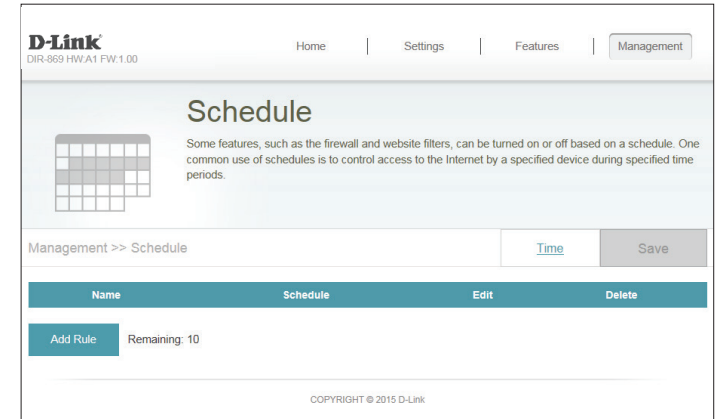 D-Link
DIR-869 HW:A1 FW:1.00
Home | Settings | Features | Management
Schedule
Some features, such as the firewall and website filters, can be turned on or off based on a schedule. One
common use of schedules is to control access to the Internet by a specified device during specified time
periods.
Management >> Schedule
Time
Save
Name Schedule Edit Delete
Add Rule Remaining: 10
COPYRIGHT © 2015 D-Link